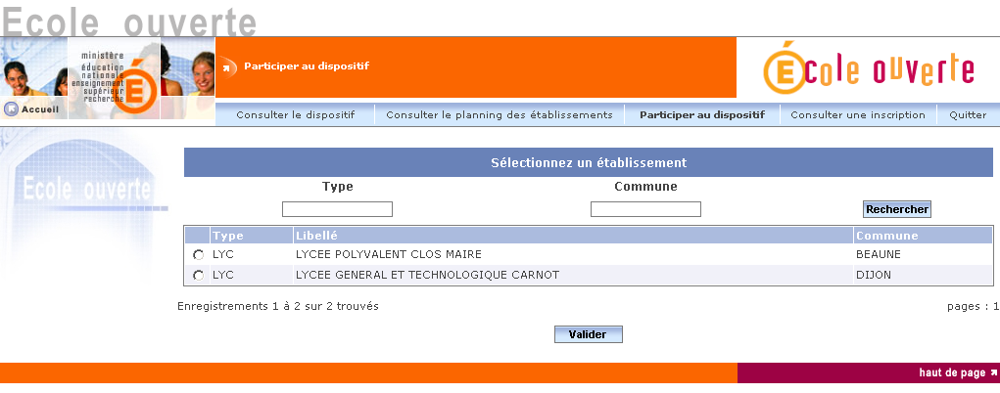 Ecole ouverte
ministère
éducation
nationale
enseignement
supérieur
recherche
Accueil
Participer au dispositif
école ouverte
Consulter le dispositif
Consulter le planning des établissements
Participer au dispositif
Consulter une inscription
Quitter
Ecole ouverte
Sélectionnez un établissement
Type Commune
Rechercher
Type Libellé Commune
LYC LYCEE POLYVALENT CLOS MAIRE BEAUNE
LYC LYCEE GENERAL ET TECHNOLOGIQUE CARNOT DIJON
Enregistrements 1 à 2 sur 2 trouvés pages : 1
Valider
haut de page